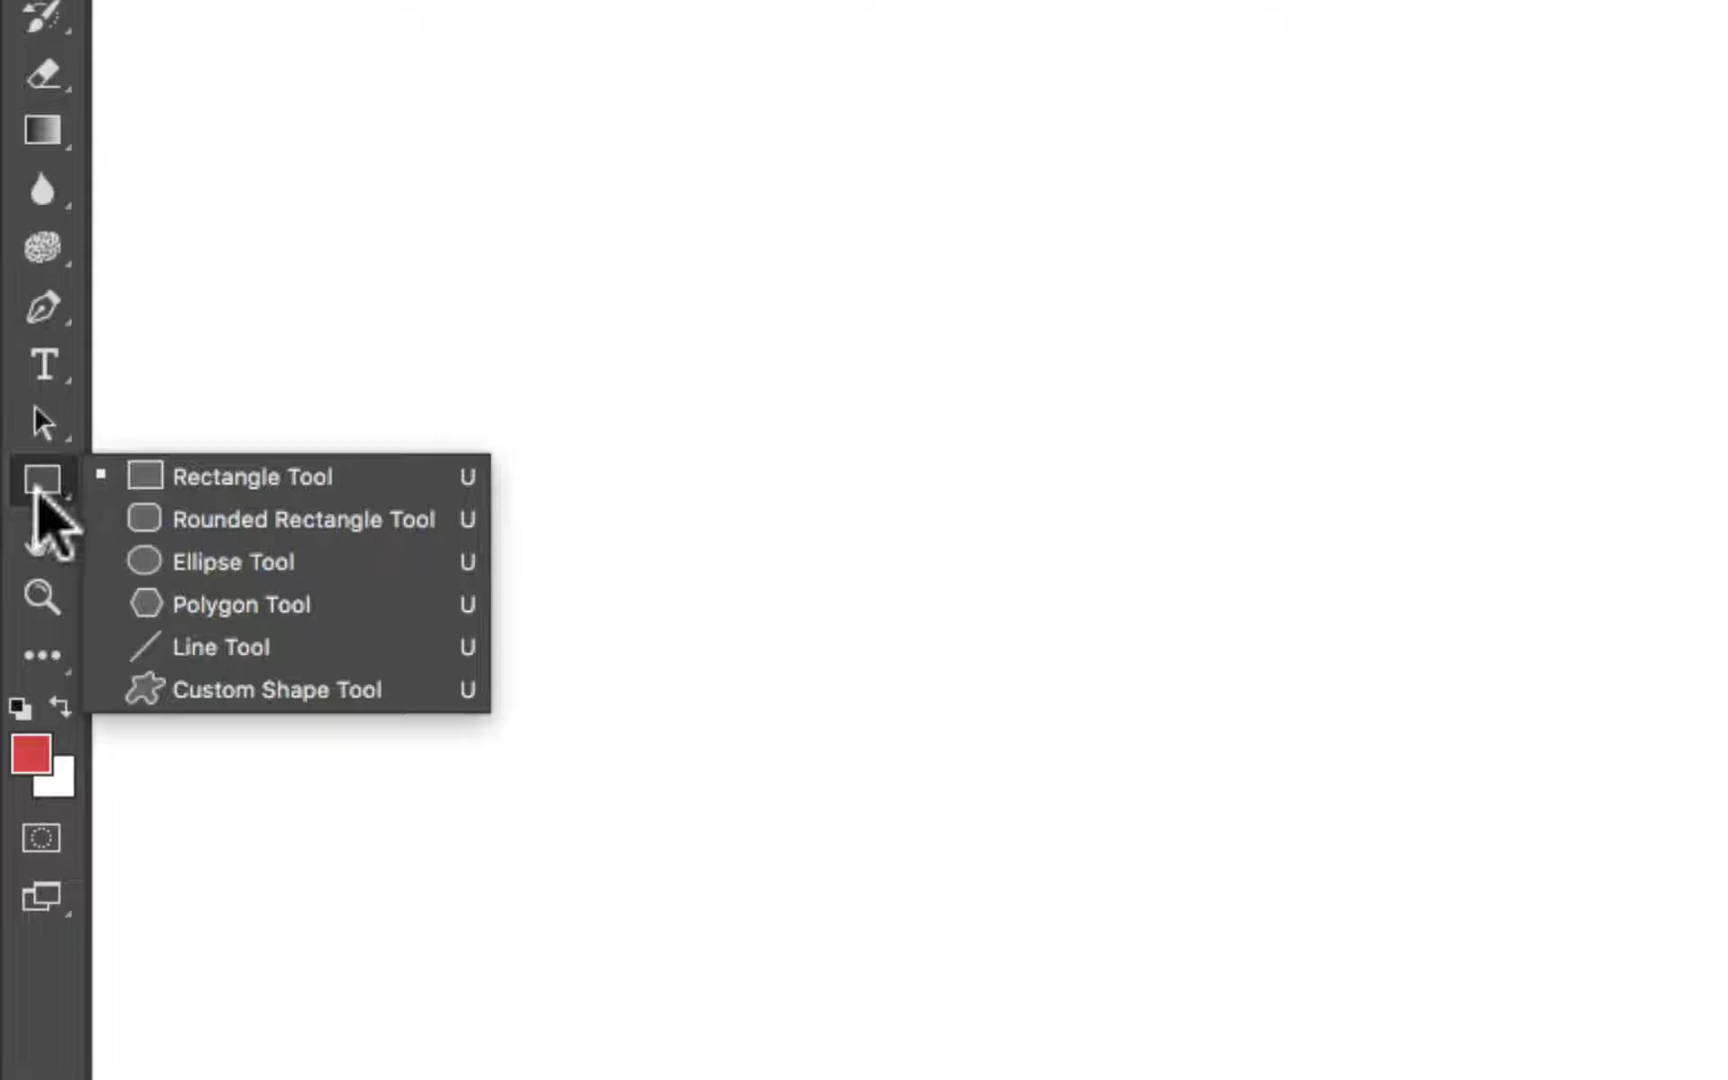 T
Rectangle Tool U
Rounded Rectangle Tool U
Ellipse Tool U
Polygon Tool U
Line Tool U
Custom Shape Tool U